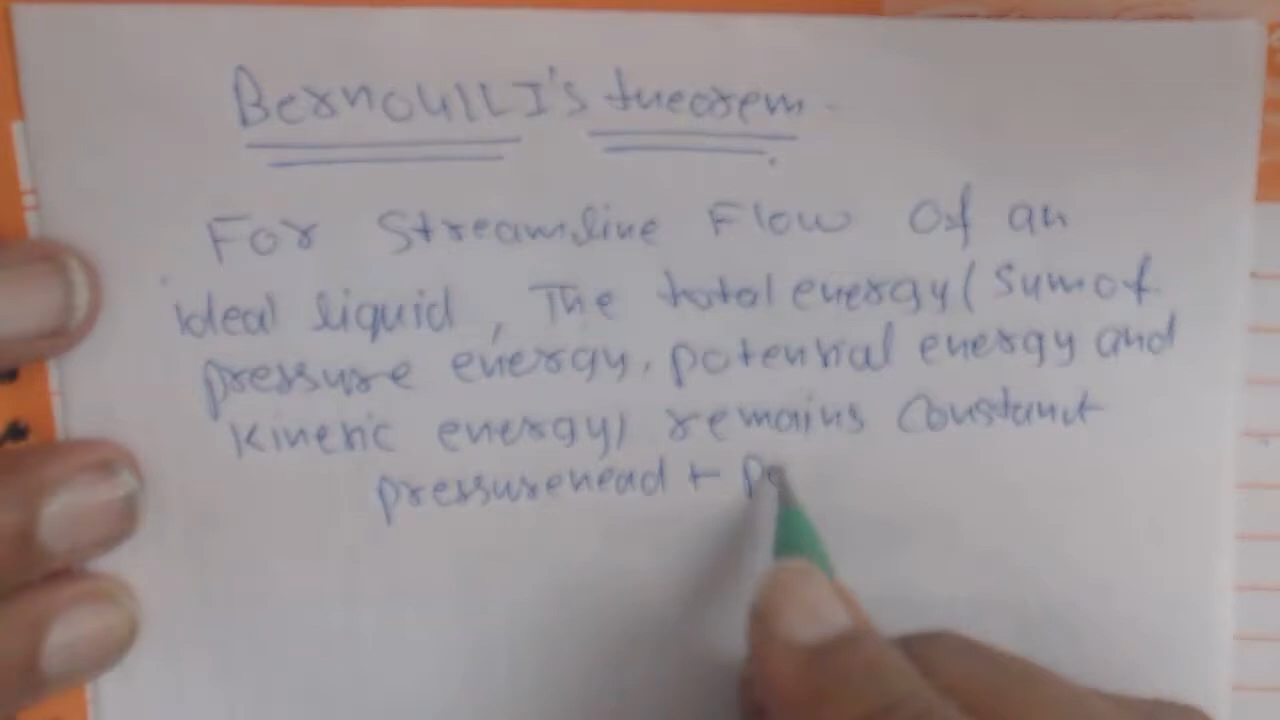 BernoullI's theorem.
For Streamline Flow Of an
ideal liquid, The total energy (sum of
pressure energy, potential energy and
Kinetic energy) remains Constant
pressurehead + Po